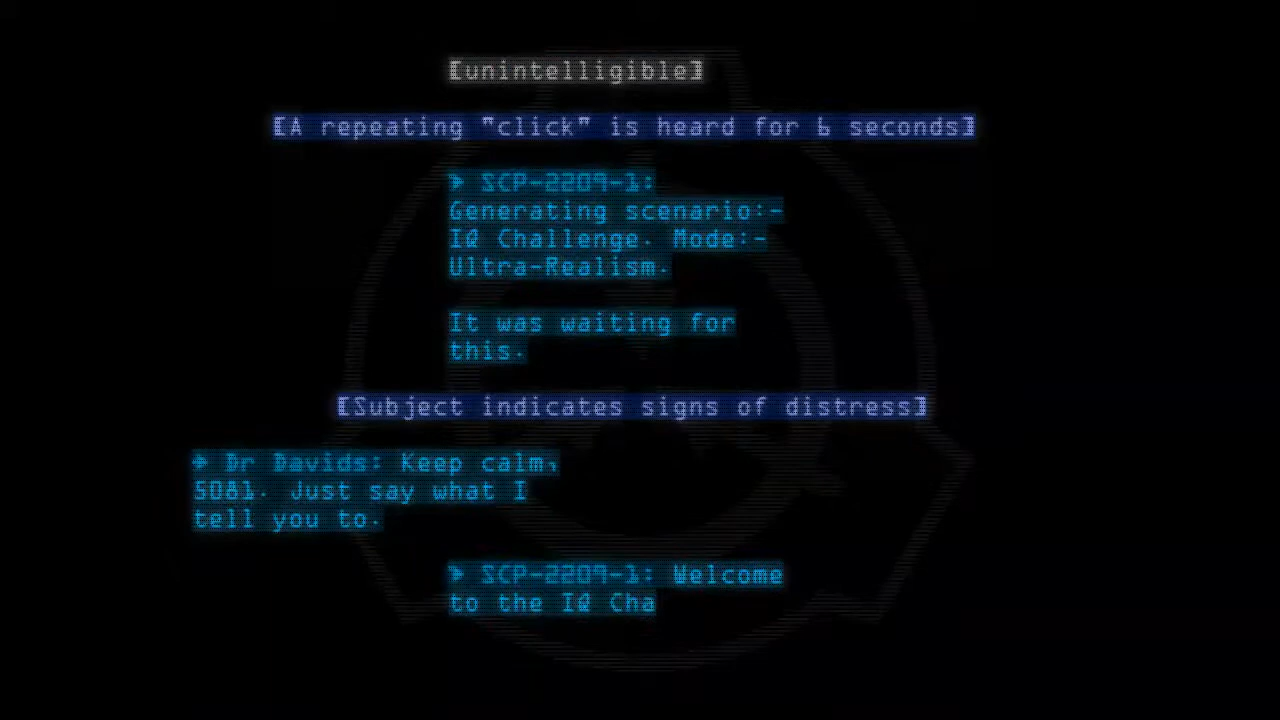 [unintelligible]
[A repeating "click" is heard for 6 seconds]
> SCP-2209-1:
Generating scenario:-
Id Challenge. Mode:-
Ultra-Realism.
It was waiting for
this.
[Subject indicates signs of distress]
+ Dr Davids: Keep calm,
5081. Just say what I
tell you to.
> SCP-2209-1: Welcome
to the Id Cha